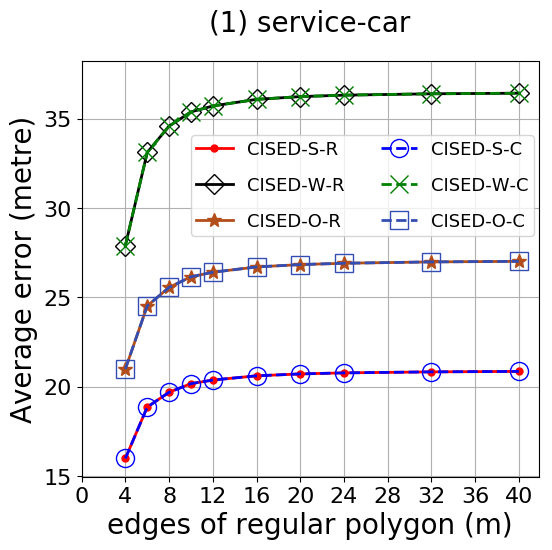 (1) service-car
Average error (metre)
35
30
25
20
15
CISED-S-R
CISED-W-R
CISED-O-R
CISED-S-C
CISED-W-C
CISED-O-C
0 4 8 12 16 20 24 28 32 36 40
edges of regular polygon (m)